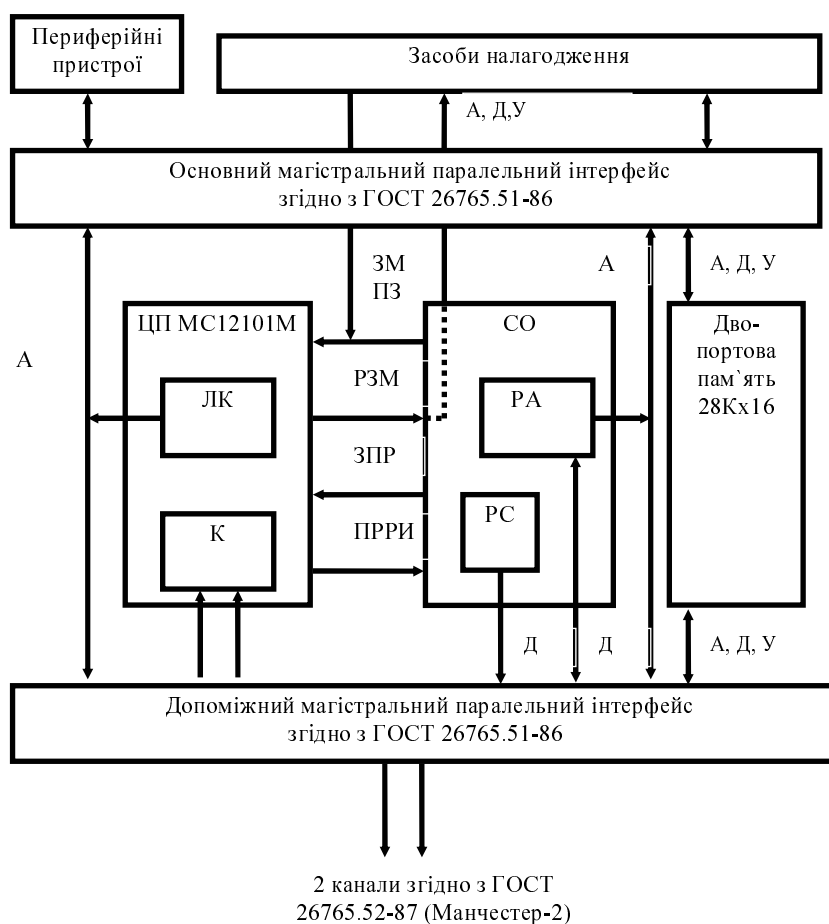 Периферійні
пристрої
Засоби налагодження
А, Д,У
Основний магістральний паралельний інтерфейс
згідно з ГОСТ 26765.51-86
ЗМ
ПЗ
А
А, Д, У
ЦП МС12101М
СО
Дво-
портова
пам`ять
28Кх16
А
РЗМ
ЛК
РА
ЗПР
РС
К
ПРРИ
Д
Д
А, Д, У
Допоміжний магістральний паралельний інтерфейс
згідно з ГОСТ 26765.51-86
2 канали згідно з ГОСТ
26765.52-87 (Манчестер-2)